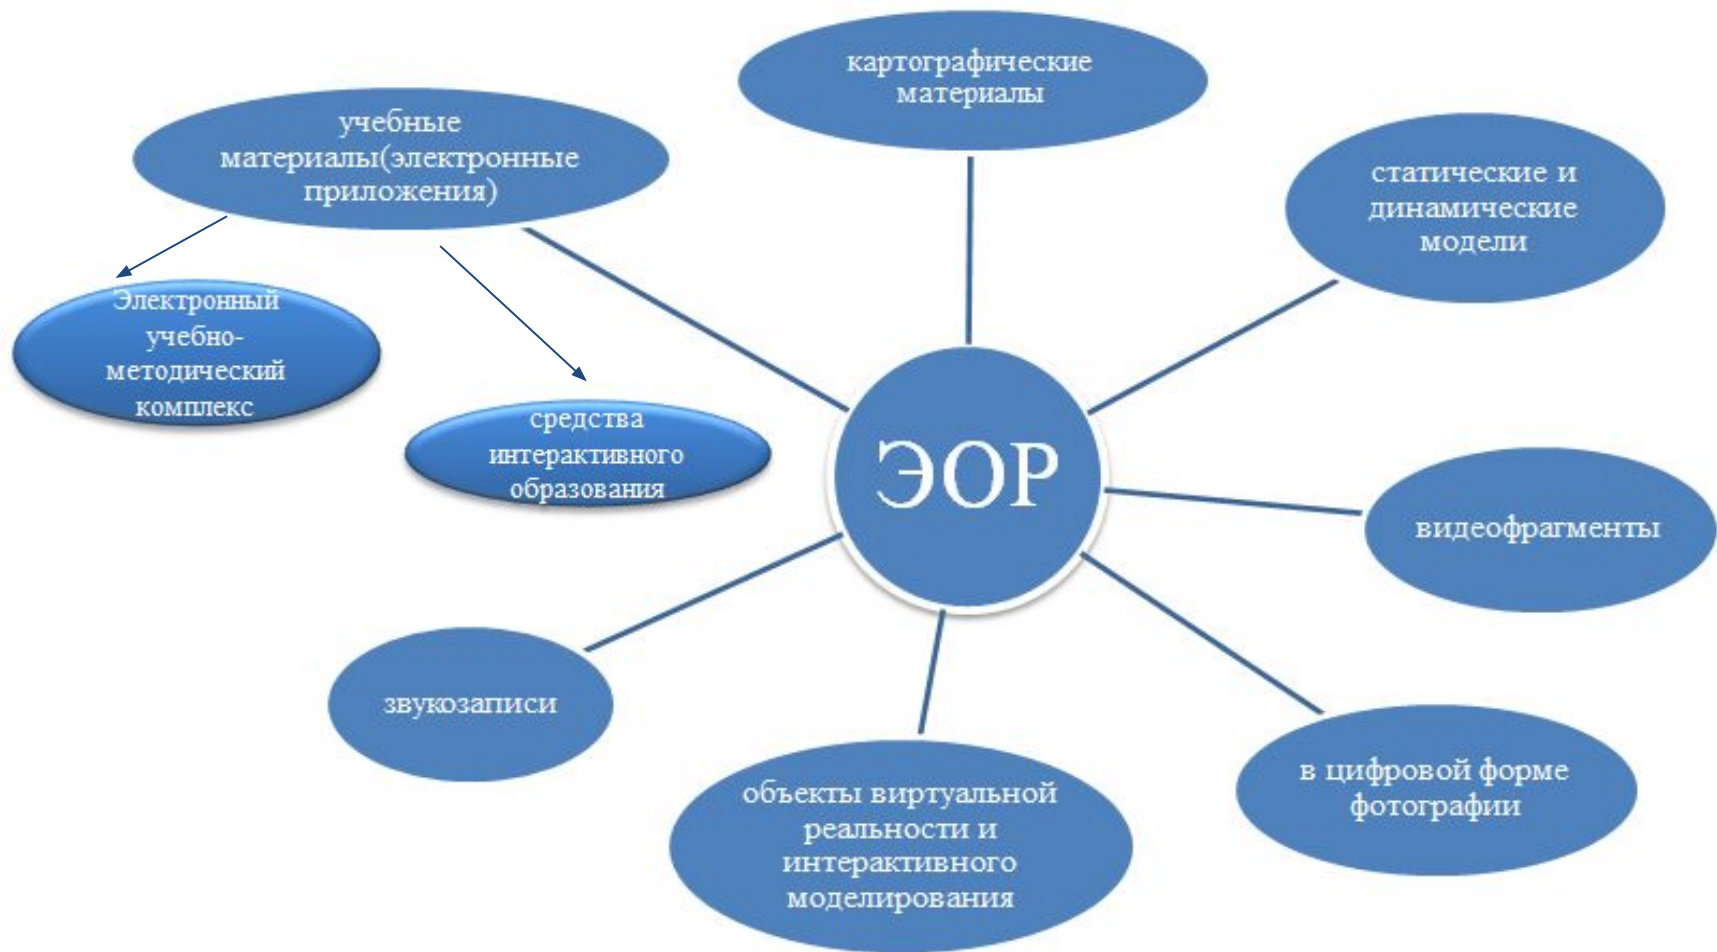 картографические
материалы
учебные
материалы(электронные
приложения)
статические и
динамические
модели
Электронный
учебно-
методический
комплекс
средства
интерактивного
образования
ЭОР
видеофрагменты
звукозаписи
объекты виртуальной
реальности и
интерактивного
моделирования
в цифровой форме
фотографии